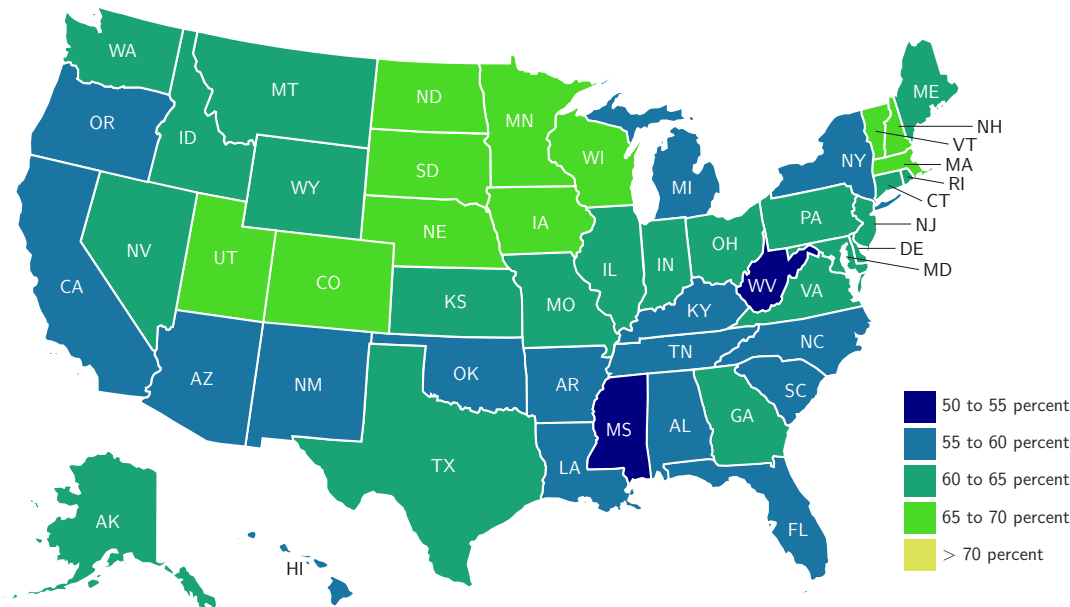 WA
MT
ND
MN
ME
OR
ID
NH
VT
WI
NY
MA
SD
RI
WY
MI
CT
PA
NJ
NE
IA
OH
DE
NV
UT
IN
IL
MD
CO
CA
WV
VA
KS
MO
KY
NC
TN
AZ
NM
OK
AR
SC
50 to 55 percent
GA
AL
MS
55 to 60 percent
TX
LA
60 to 65 percent
AK
65 to 70 percent
FL
> 70 percent
HI